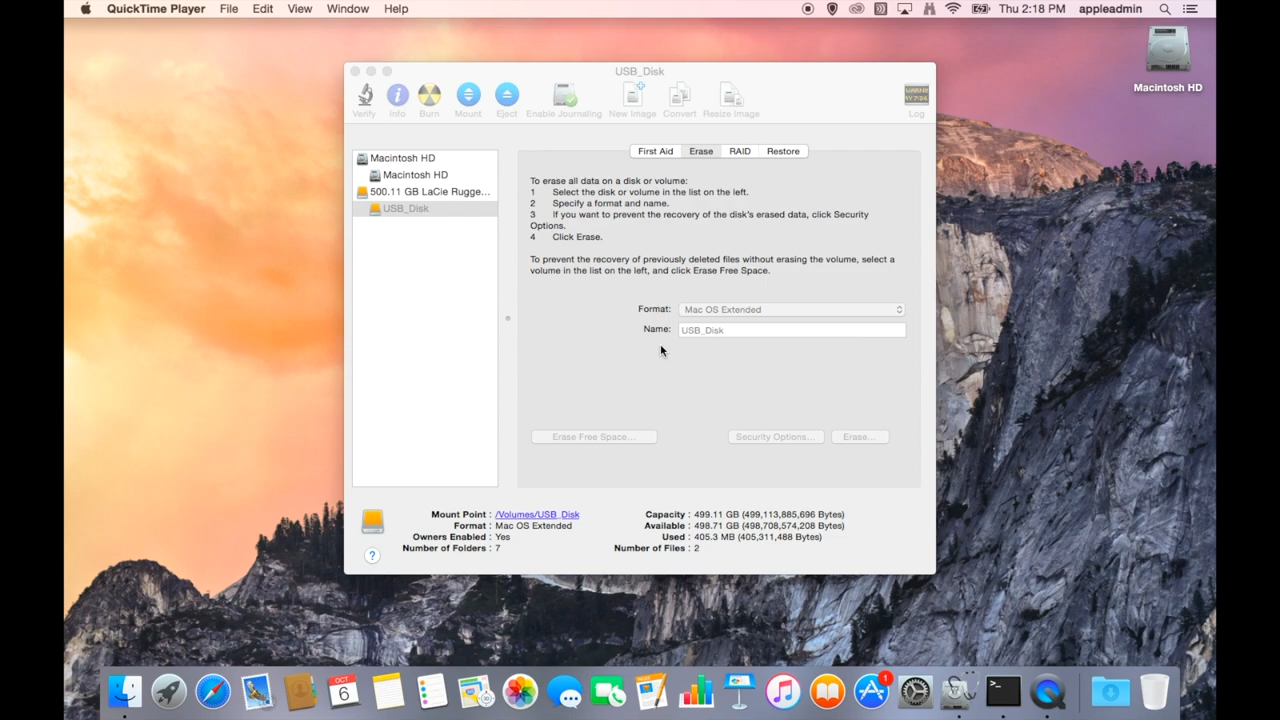 QuickTime Player File Edit View Window Help Thu 2:18 PM appleadmin
Macintosh HD
USB_Disk
Verify Info Burn Mount Eject Enable Journaling New Image Convert Resize Image Log
Macintosh HD
Macintosh HD
500.11 GB LaCie Rugge...
USB_Disk
First Aid Erase RAID Restore
To erase all data on a disk or volume:
1 Select the disk or volume in the list on the left.
2 Specify a format and name.
3 If you want to prevent the recovery of the disk's erased data, click Security
Options.
4 Click Erase.
To prevent the recovery of previously deleted files without erasing the volume, select a
volume in the list on the left, and click Erase Free Space.
Format: Mac OS Extended
Name: USB_Disk
Erase Free Space... Security Options... Erase...
Mount Point : /Volumes/USB_Disk
Format : Mac OS Extended
Owners Enabled : Yes
Number of Folders : 7
Capacity : 499.11 GB (499,113,885,696 Bytes)
Available : 498.71 GB (498,708,574,208 Bytes)
Used : 405.3 MB (405,311,488 Bytes)
Number of Files : 2
?
OCT
6
1